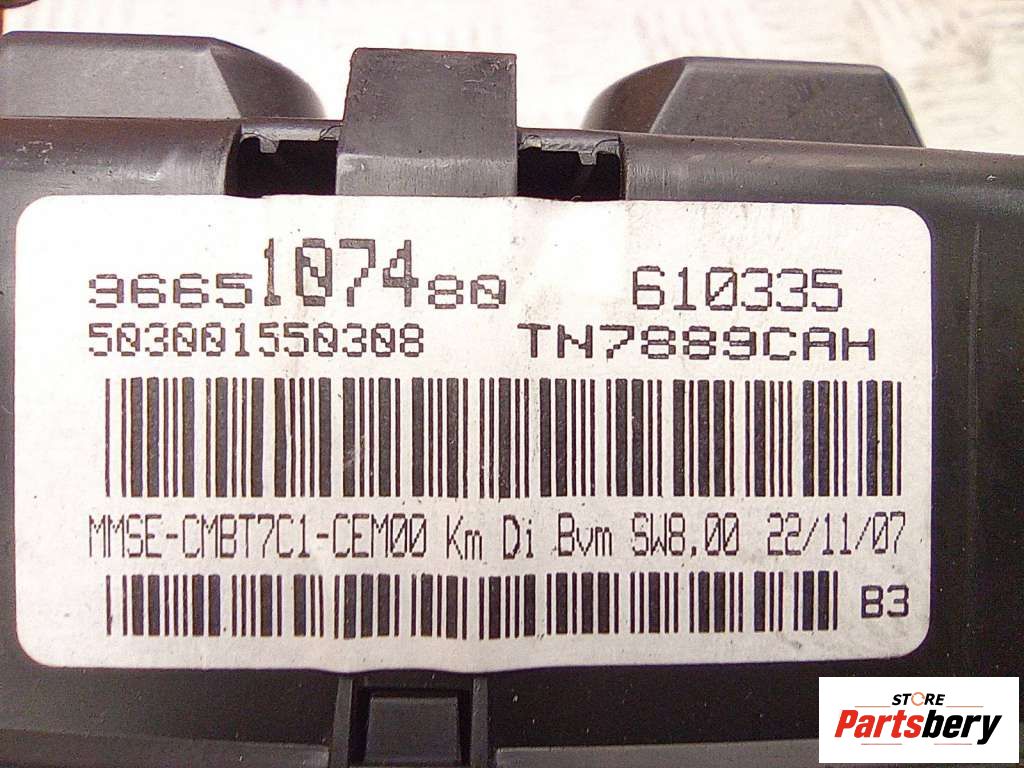 9665107480 610335
503001550308 TN7889CAH
MMSE-CMBT7C1-CEM00 Km Di Bvm SW8,00 22/11/07
B3
STORE
Partsbery